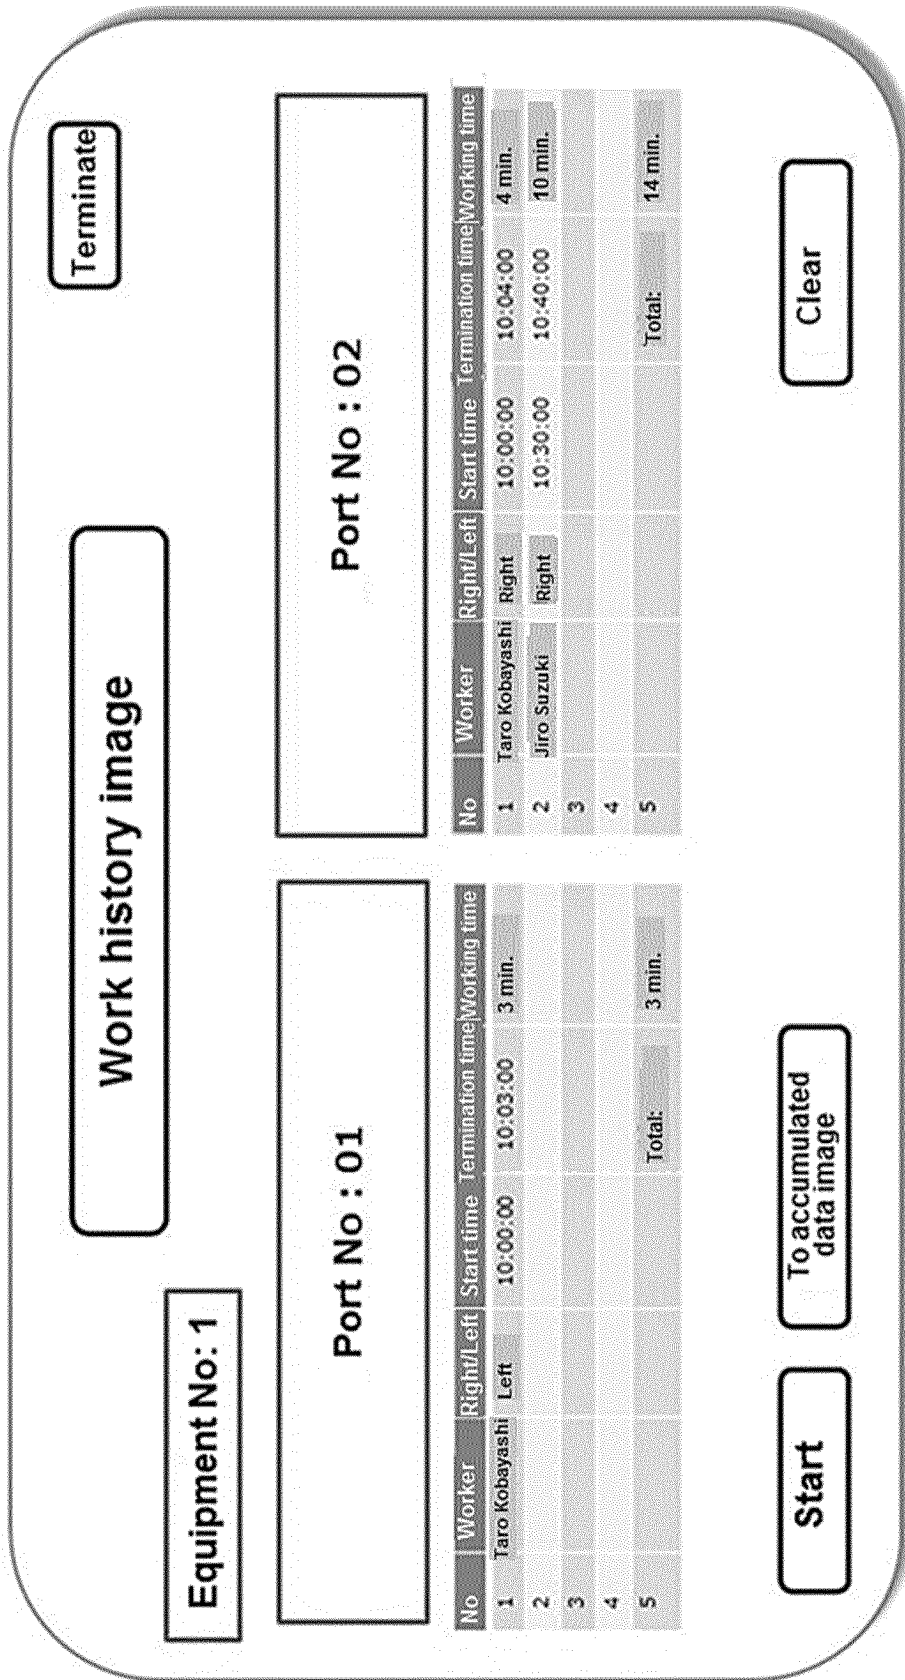 Work history image
Terminate
Equipment No: 1
Port No : 01
No Worker Right/Left Start time Termination time Working time
1 Taro Kobayashi Left 10:00:00 10:03:00 3 min.
2
3
4
5 Total: 3 min.
Port No : 02
No Worker Right/Left Start time Termination time Working time
1 Taro Kobayashi Right 10:00:00 10:04:00 4 min.
2 Jiro Suzuki Right 10:30:00 10:40:00 10 min.
3
4
5 Total: 14 min.
Start
To accumulated
data image
Clear